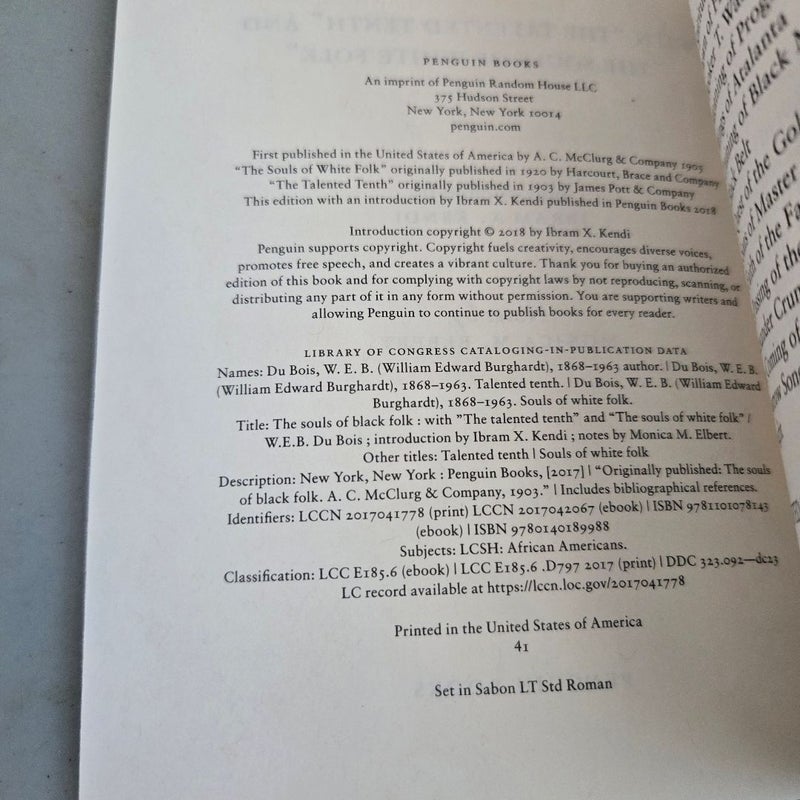 PENGUIN BOOKS
An imprint of Penguin Random House LLC
375 Hudson Street
New York, New York 10014
penguin.com
First published in the United States of America by A. C. McClurg & Company 1903
"The Souls of White Folk" originally published in 1920 by Harcourt, Brace and Company
"The Talented Tenth" originally published in 1903 by James Pott & Company
This edition with an introduction by Ibram X. Kendi published in Penguin Books 2018
Introduction copyright © 2018 by Ibram X. Kendi
Penguin supports copyright. Copyright fuels creativity, encourages diverse voices,
promotes free speech, and creates a vibrant culture. Thank you for buying an authorized
edition of this book and for complying with copyright laws by not reproducing, scanning, or
distributing any part of it in any form without permission. You are supporting writers and
allowing Penguin to continue to publish books for every reader.
LIBRARY OF CONGRESS CATALOGING-IN-PUBLICATION DATA
Names: Du Bois, W. E. B. (William Edward Burghardt), 1868–1963 author. | Du Bois, W. E. B.
(William Edward Burghardt), 1868–1963. Talented tenth. | Du Bois, W. E. B. (William Edward
Burghardt), 1868–1963. Souls of white folk.
Title: The souls of black folk : with "The talented tenth" and "The souls of white folk" /
W.E.B. Du Bois ; introduction by Ibram X. Kendi ; notes by Monica M. Elbert.
Other titles: Talented tenth | Souls of white folk
Description: New York, New York : Penguin Books, [2017] | "Originally published: The souls
of black folk. A. C. McClurg & Company, 1903." | Includes bibliographical references.
Identifiers: LCCN 2017041778 (print) LCCN 2017042067 (ebook) | ISBN 9781101078143
(ebook) | ISBN 9780140189988
Subjects: LCSH: African Americans.
Classification: LCC E185.6 (ebook) | LCC E185.6 .D797 2017 (print) | DDC 323.092—dc23
LC record available at https://lccn.loc.gov/2017041778
Printed in the United States of America
41
Set in Sabon LT Std Roman
of Atalanta
of Black
Belt
of the
of Master
of the
of the
of